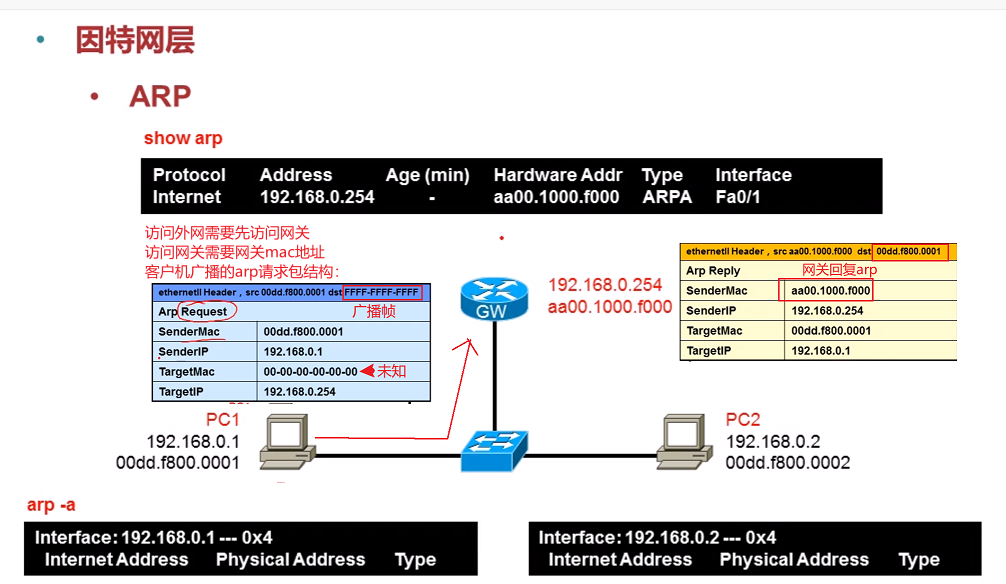 因特网层
ARP
show arp
Protocol Address Age (min) Hardware Addr Type Interface
Internet 192.168.0.254 - aa00.1000.f000 ARPA Fa0/1
访问外网需要先访问网关
访问网关需要网关mac地址
客户机广播的arp请求包结构：
ethernetII Header，src 00dd.f800.0001 dst FFFF-FFFF-FFFF
Arp Request 广播帧
SenderMac 00dd.f800.0001
SenderIP 192.168.0.1
TargetMac 00-00-00-00-00-00 未知
TargetIP 192.168.0.254
GW
192.168.0.254
aa00.1000.f000
ethernetII Header，src aa00.1000.f000 dst 00dd.f800.0001
Arp Reply 网关回复arp
SenderMac aa00.1000.f000
SenderIP 192.168.0.254
TargetMac 00dd.f800.0001
TargetIP 192.168.0.1
PC1
192.168.0.1
00dd.f800.0001
PC2
192.168.0.2
00dd.f800.0002
arp -a
Interface: 192.168.0.1 --- 0x4
Internet Address Physical Address Type
Interface: 192.168.0.2 --- 0x4
Internet Address Physical Address Type